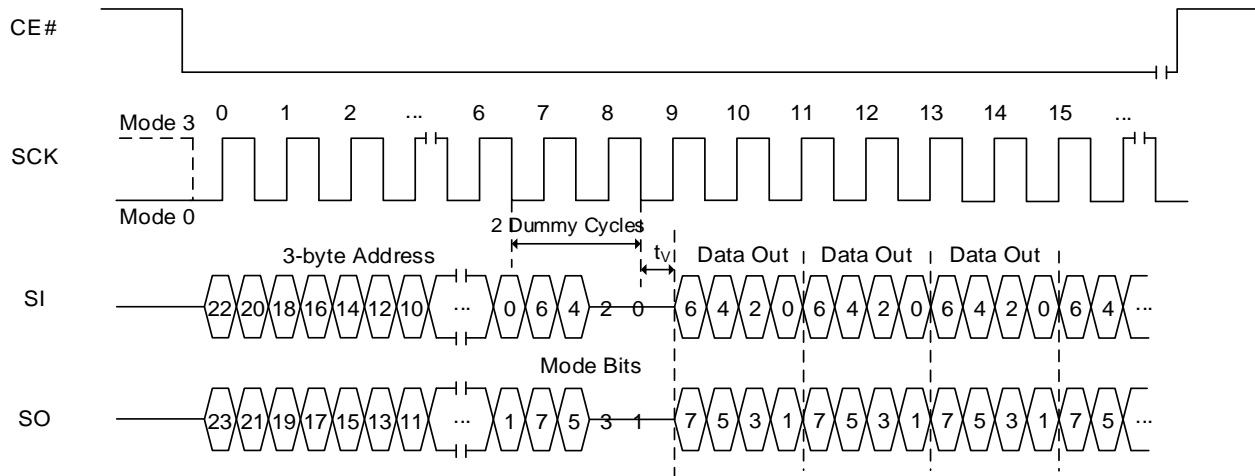 CE#
0 1 2 ... 6 7 8 9 10 11 12 13 14 15 ...
Mode 3
SCK
Mode 0
2 Dummy Cycles
tV
3-byte Address
Data Out Data Out Data Out
SI
22 20 18 16 14 12 10 ... 0 6 4 2 0 6 4 2 0 6 4 2 0 6 4 2 0 6 4 ...
Mode Bits
SO
23 21 19 17 15 13 11 ... 1 7 5 3 1 7 5 3 1 7 5 3 1 7 5 3 1 7 5 ...